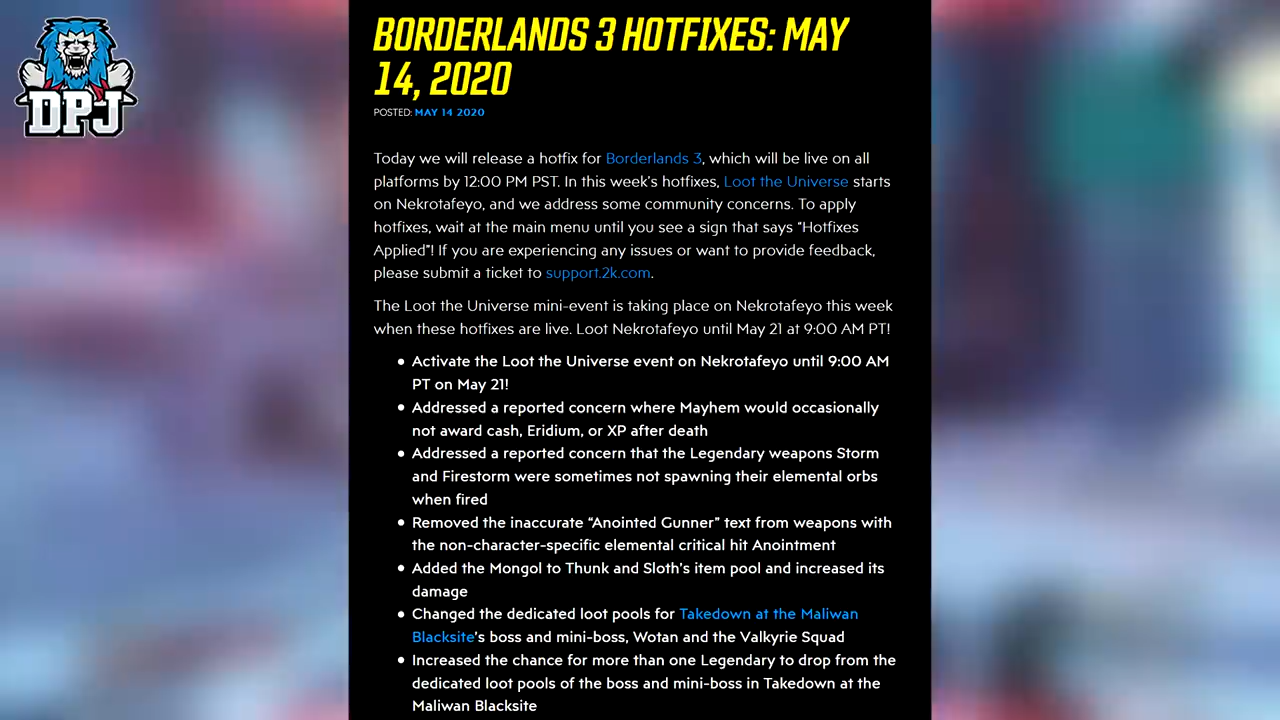 DPJ
BORDERLANDS 3 HOTFIXES: MAY
14, 2020
POSTED: MAY 14 2020
Today we will release a hotfix for Borderlands 3, which will be live on all
platforms by 12:00 PM PST. In this week's hotfixes, Loot the Universe starts
on Nekrotafeyo, and we address some community concerns. To apply
hotfixes, wait at the main menu until you see a sign that says “Hotfixes
Applied”! If you are experiencing any issues or want to provide feedback,
please submit a ticket to support.2k.com.
The Loot the Universe mini-event is taking place on Nekrotafeyo this week
when these hotfixes are live. Loot Nekrotafeyo until May 21 at 9:00 AM PT!
• Activate the Loot the Universe event on Nekrotafeyo until 9:00 AM
PT on May 21!
• Addressed a reported concern where Mayhem would occasionally
not award cash, Eridium, or XP after death
• Addressed a reported concern that the Legendary weapons Storm
and Firestorm were sometimes not spawning their elemental orbs
when fired
• Removed the inaccurate “Anointed Gunner” text from weapons with
the non-character-specific elemental critical hit Anointment
• Added the Mongol to Thunk and Sloth's item pool and increased its
damage
• Changed the dedicated loot pools for Takedown at the Maliwan
Blacksite's boss and mini-boss, Wotan and the Valkyrie Squad
• Increased the chance for more than one Legendary to drop from the
dedicated loot pools of the boss and mini-boss in Takedown at the
Maliwan Blacksite